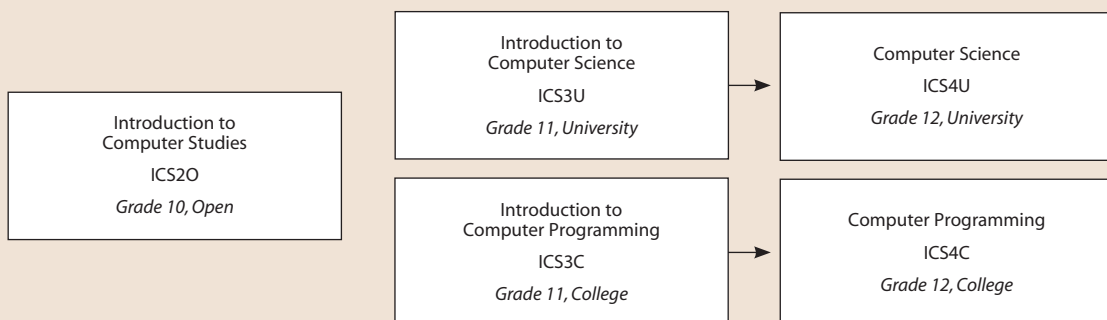 Introduction to
Computer Studies
ICS2O
Grade 10, Open
Introduction to
Computer Science
ICS3U
Grade 11, University
Computer Science
ICS4U
Grade 12, University
Introduction to
Computer Programming
ICS3C
Grade 11, College
Computer Programming
ICS4C
Grade 12, College